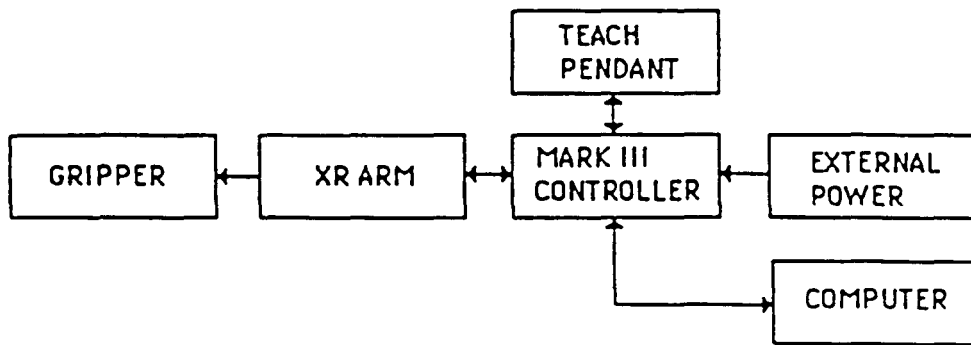 TEACH
PENDANT
GRIPPER
XR ARM
MARK III
CONTROLLER
EXTERNAL
POWER
COMPUTER